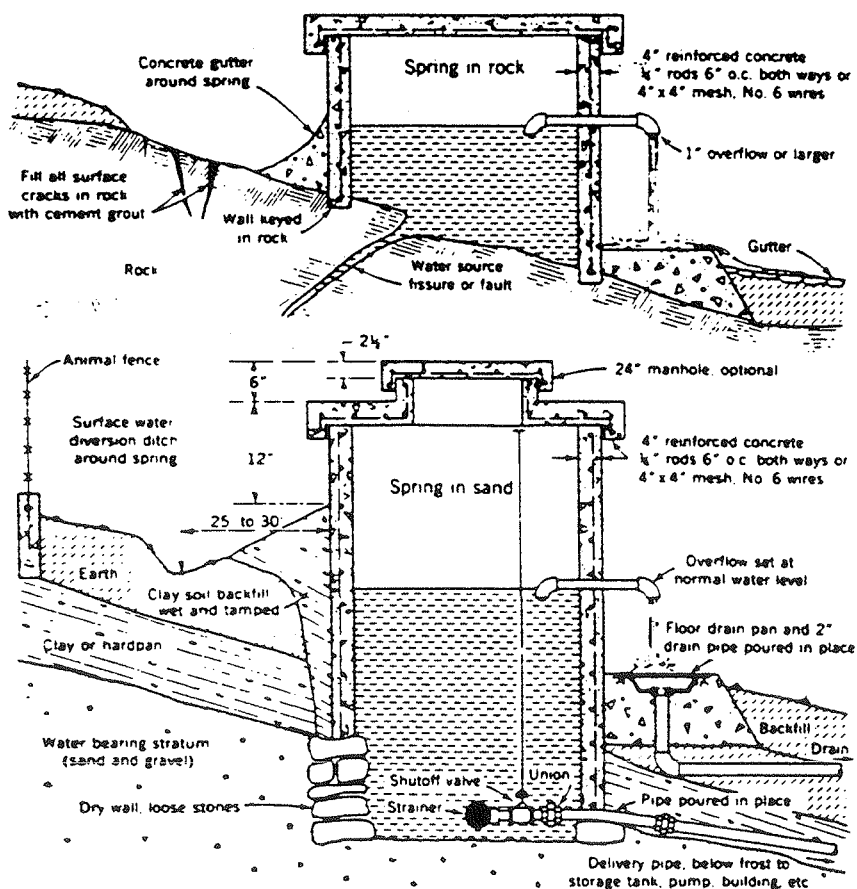 Concrete gutter
around spring
Spring in rock
4" reinforced concrete
¼" rods 6" o.c. both ways or
4" x 4" mesh, No. 6 wires
1" overflow or larger
Fill all surface
cracks in rock
with cement grout
Wall keyed
in rock
Rock
Water source
fissure or fault
Gutter
2½"
Animal fence
6"
24" manhole, optional
Surface water
diversion ditch
around spring
12"
4" reinforced concrete
¼" rods 6" o.c. both ways or
4" x 4" mesh, No. 6 wires
Spring in sand
25 to 30
Overflow set at
normal water level
Earth
Clay soil backfill
wet and tamped
Floor drain pan and 2"
drain pipe poured in place
Clay or hardpan
Backfill
Drain
Water bearing stratum
(sand and gravel)
Shutoff valve
Union
Dry wall, loose stones
Strainer
Pipe poured in place
Delivery pipe, below frost to
storage tank, pump, building, etc